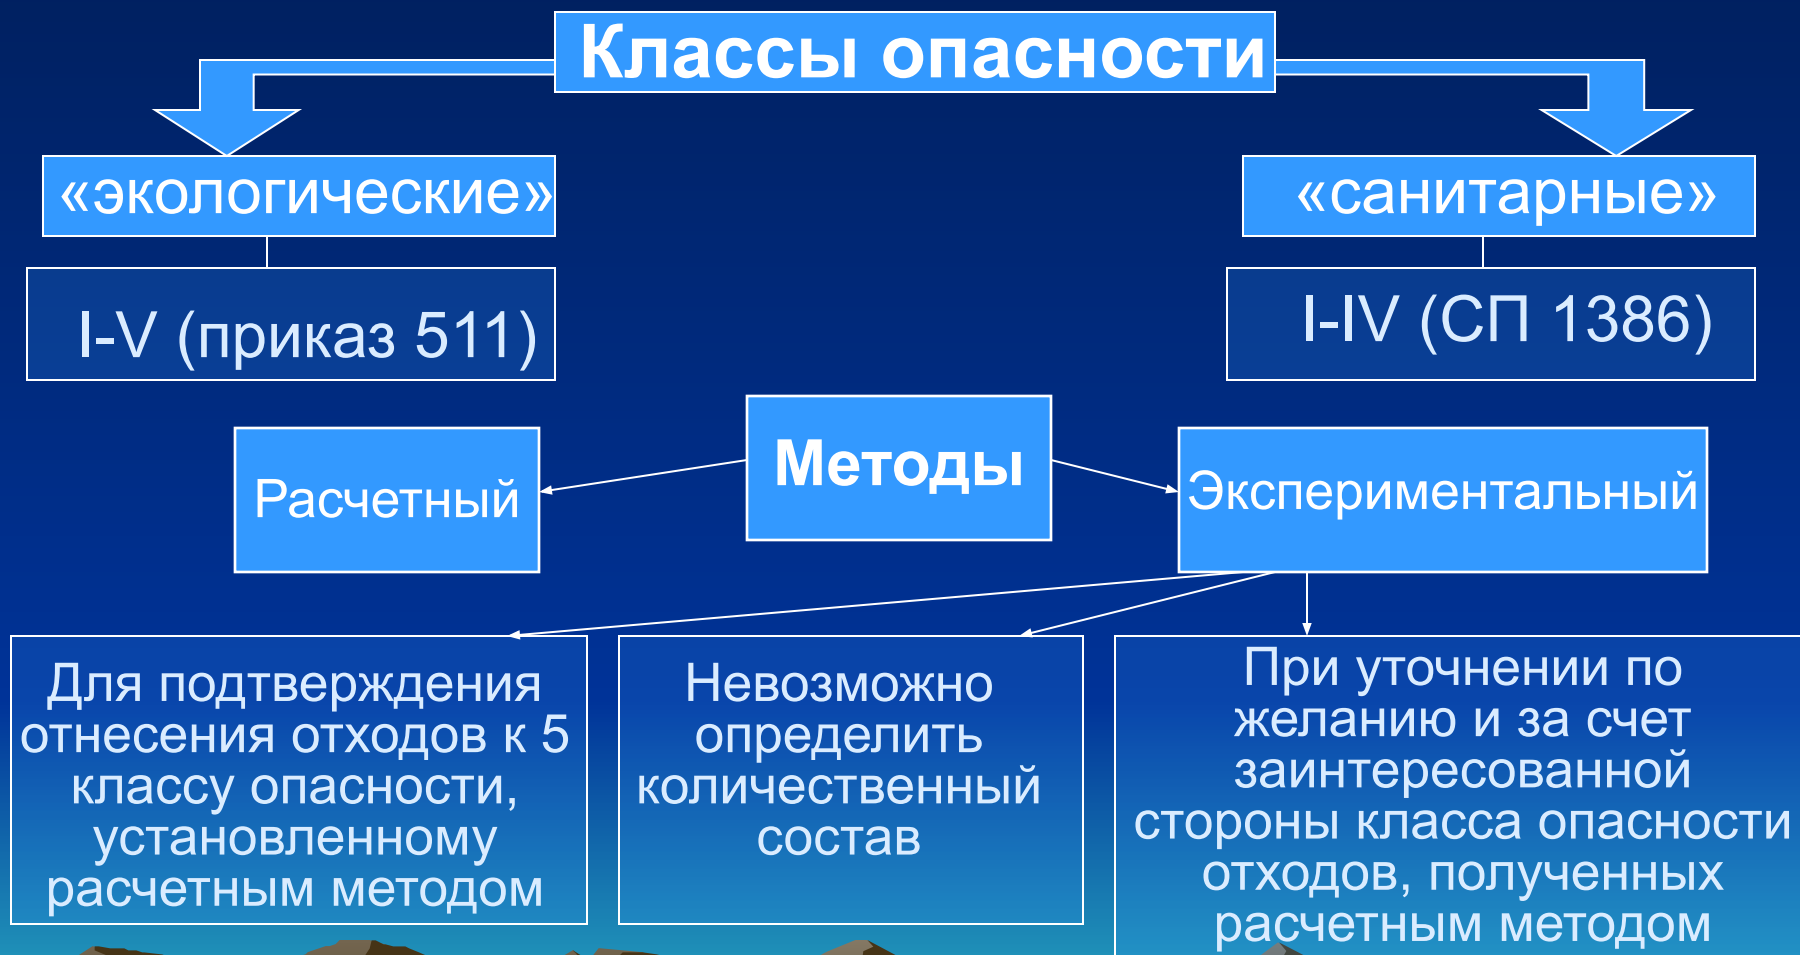 Классы опасности
«экологические»
«санитарные»
I-V (приказ 511)
I-IV (СП 1386)
Методы
Расчетный
Экспериментальный
Для подтверждения
отнесения отходов к 5
классу опасности,
установленному
расчетным методом
Невозможно
определить
количественный
состав
При уточнении по
желанию и за счет
заинтересованной
стороны класса опасности
отходов, полученных
расчетным методом